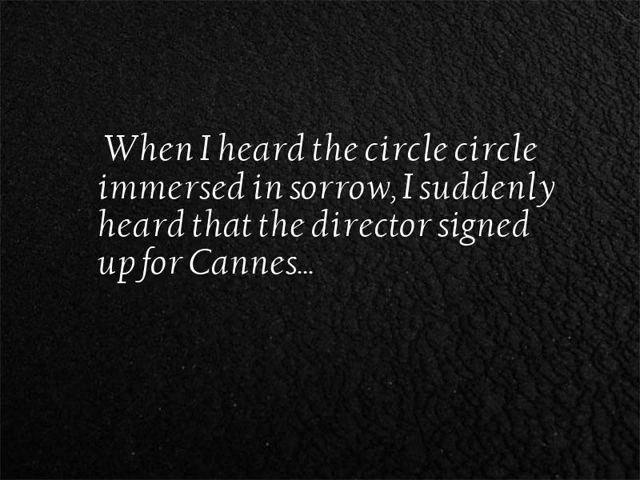 When I heard the circle circle
immersed in sorrow, I suddenly
heard that the director signed
up for Cannes...